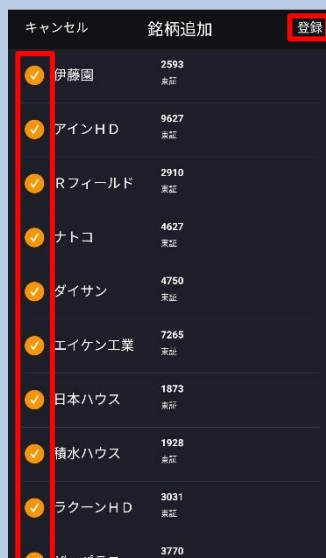 キャンセル 銘柄追加 登録
伊藤園 2593
東証
アインHD 9627
東証
Rフィールド 2910
東証
ナトコ 4627
東証
ダイサン 4750
東証
エイケン工業 7265
東証
日本ハウス 1873
東証
積水ハウス 1928
東証
ラクーンHD 3031
東証
3770